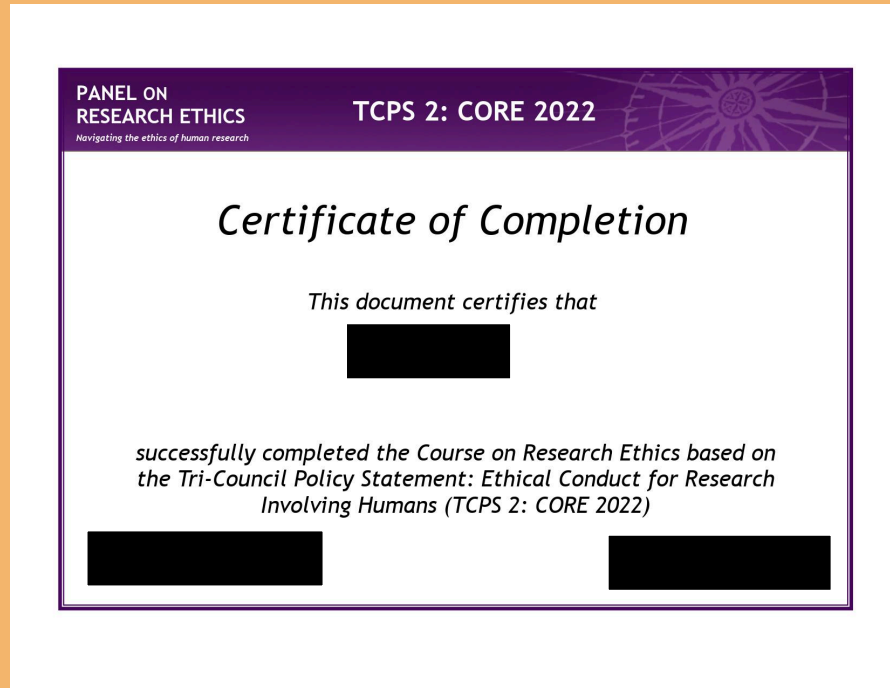 PANEL ON
RESEARCH ETHICS
Navigating the ethics of human research
TCPS 2: CORE 2022
Certificate of Completion
This document certifies that
successfully completed the Course on Research Ethics based on
the Tri-Council Policy Statement: Ethical Conduct for Research
Involving Humans (TCPS 2: CORE 2022)